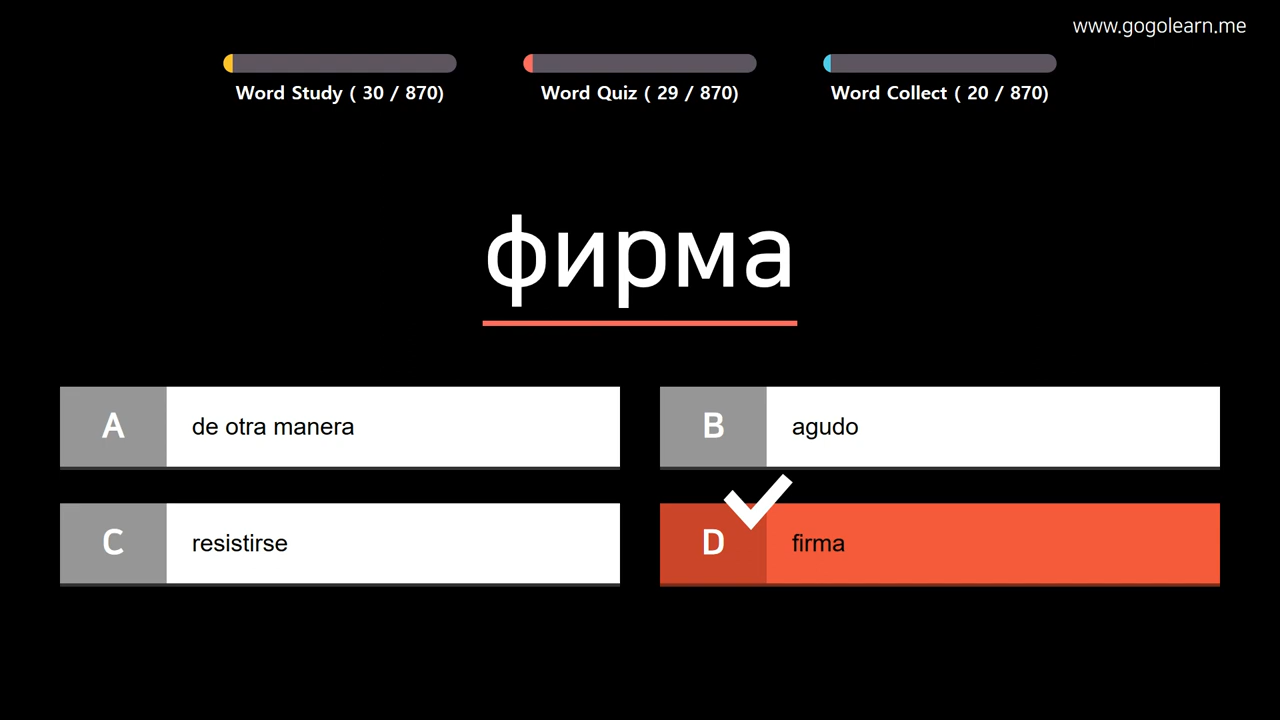 www.gogolearn.me
Word Study ( 30 / 870)
Word Quiz ( 29 / 870)
Word Collect ( 20 / 870)
фирма
A de otra manera
B agudo
C resistirse
D firma